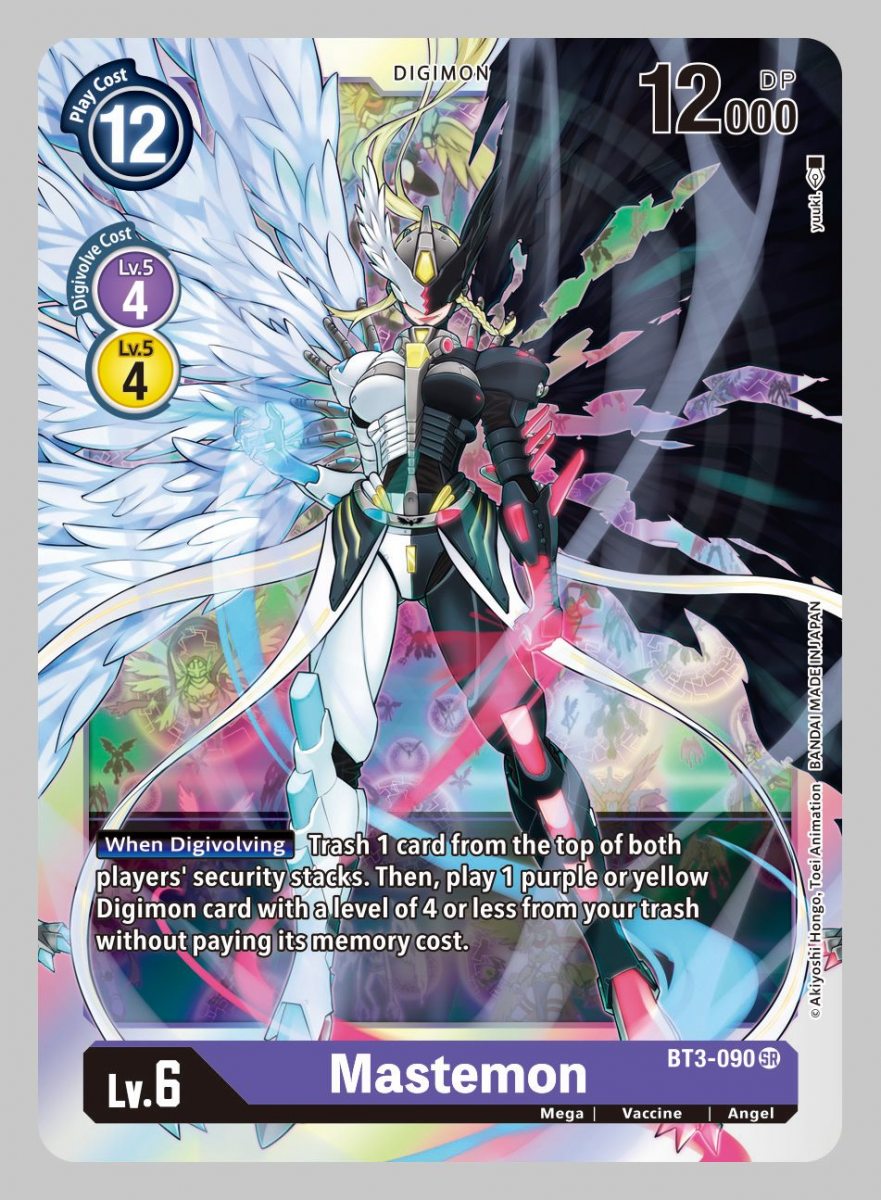 DIGIMON
Play Cost
12
12000
DP
Digivolve Cost
Lv.5
4
Lv.5
4
yuuki.
When Digivolving Trash 1 card from the top of both
players' security stacks. Then, play 1 purple or yellow
Digimon card with a level of 4 or less from your trash
without paying its memory cost.
© Akiyoshi Hongo, Toei Animation BANDAI MADE IN JAPAN
BT3-090 SR
Lv.6
Mastemon
Mega | Vaccine | Angel